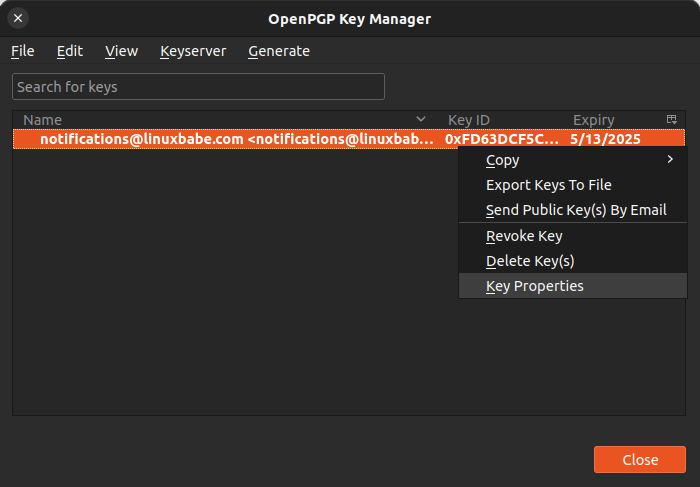 OpenPGP Key Manager
File Edit View Keyserver Generate
Search for keys
Name Key ID Expiry
notifications@linuxbabe.com <notifications@linuxbab... 0xFD63DCF5C... 5/13/2025
Copy
Export Keys To File
Send Public Key(s) By Email
Revoke Key
Delete Key(s)
Key Properties
Close